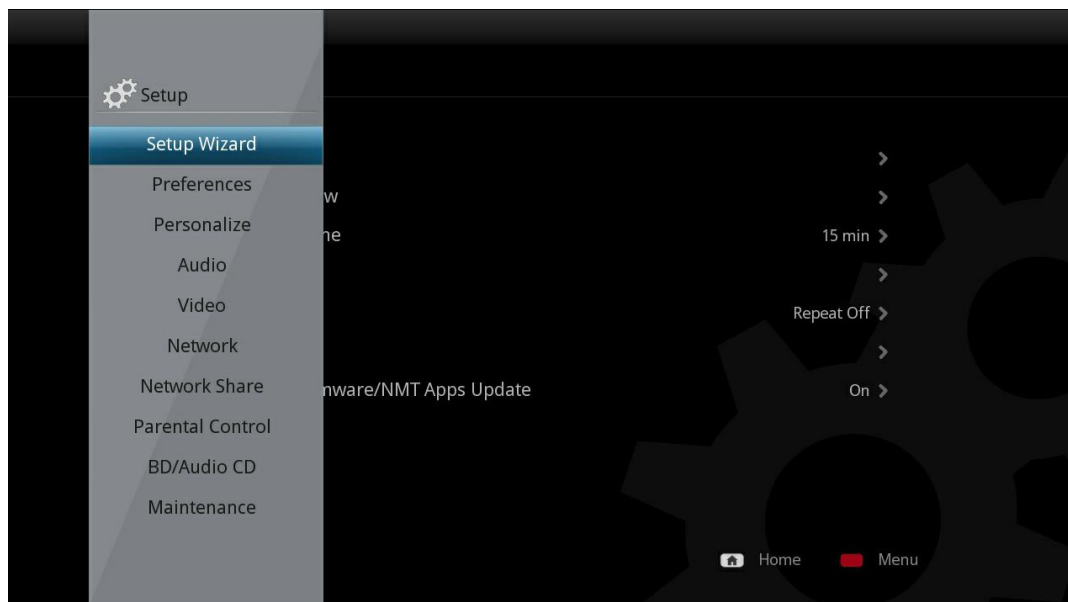 Setup
Setup Wizard
Preferences
Personalize
Audio
Video
Network
Network Share
Parental Control
BD/Audio CD
Maintenance
w
ne
15 min
Repeat Off
mware/NMT Apps Update
On
Home
Menu